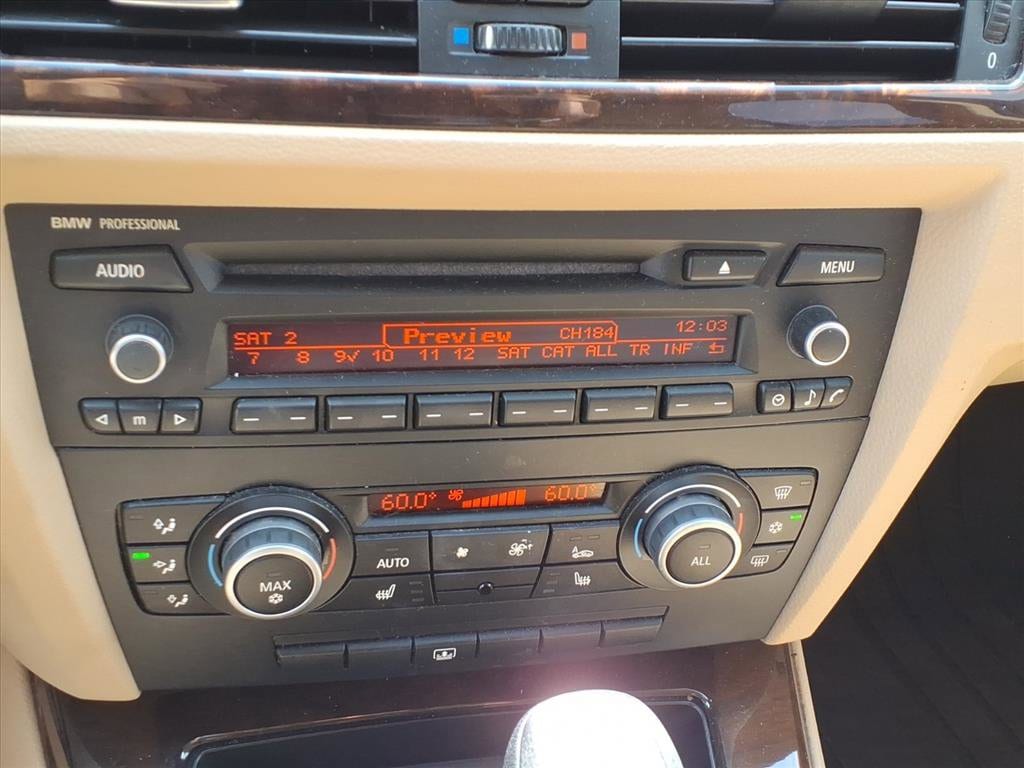 0
BMW PROFESSIONAL
AUDIO
MENU
SAT 2 Preview CH184 12:03
7 8 9√ 10 11 12 SAT CAT ALL TR INF
m
60.0° 60.0°
AUTO
MAX
ALL